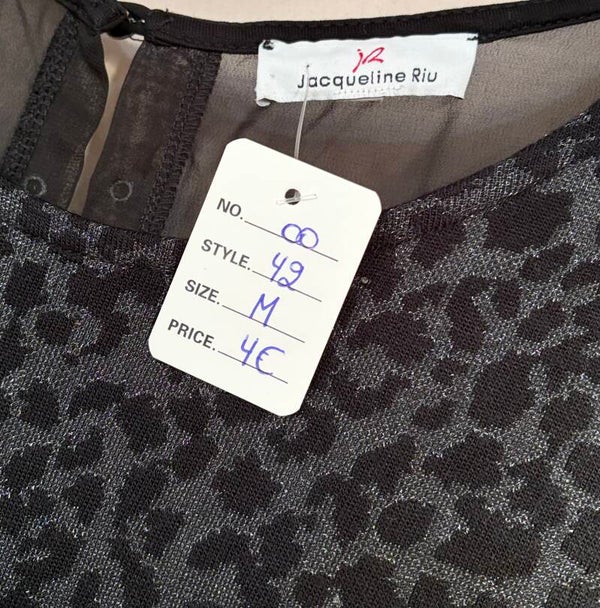 JR
Jacqueline Riu
NO. 00
STYLE. 42
SIZE. M
PRICE. 4€